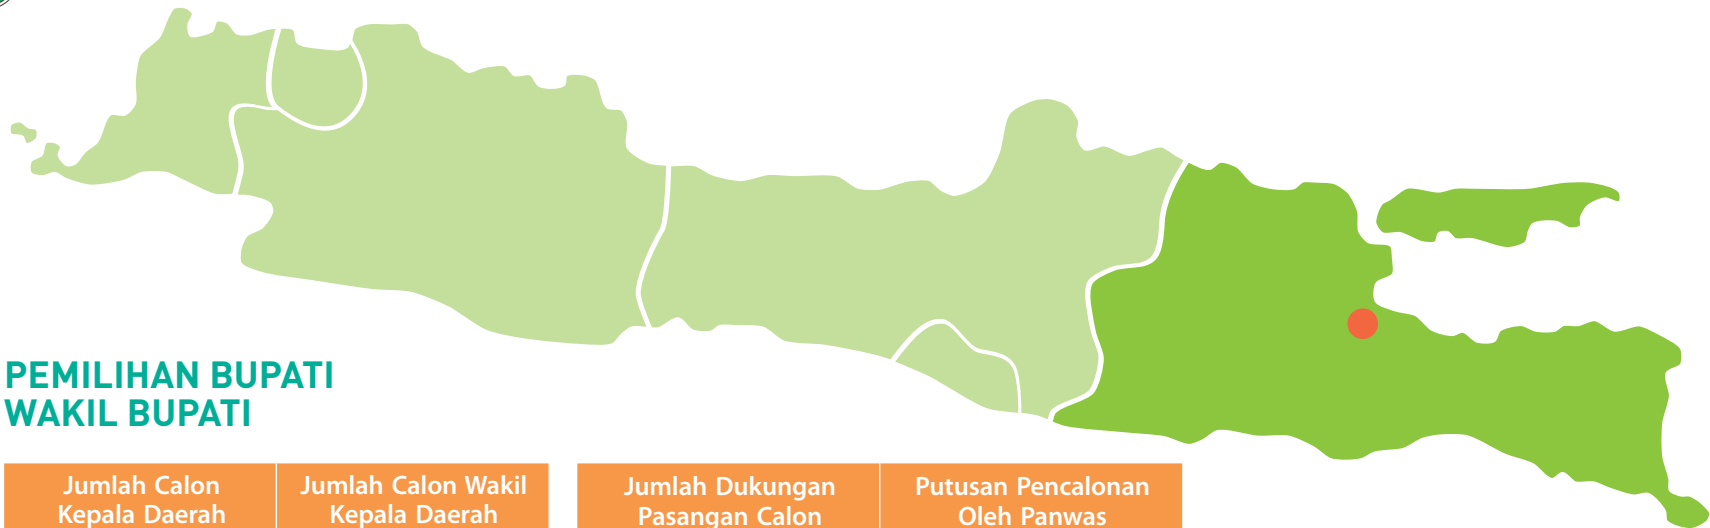 PEMILIHAN BUPATI
WAKIL BUPATI
Jumlah Calon
Kepala Daerah
Jumlah Calon Wakil
Kepala Daerah
Jumlah Dukungan
Pasangan Calon
Putusan Pencalonan
Oleh Panwas